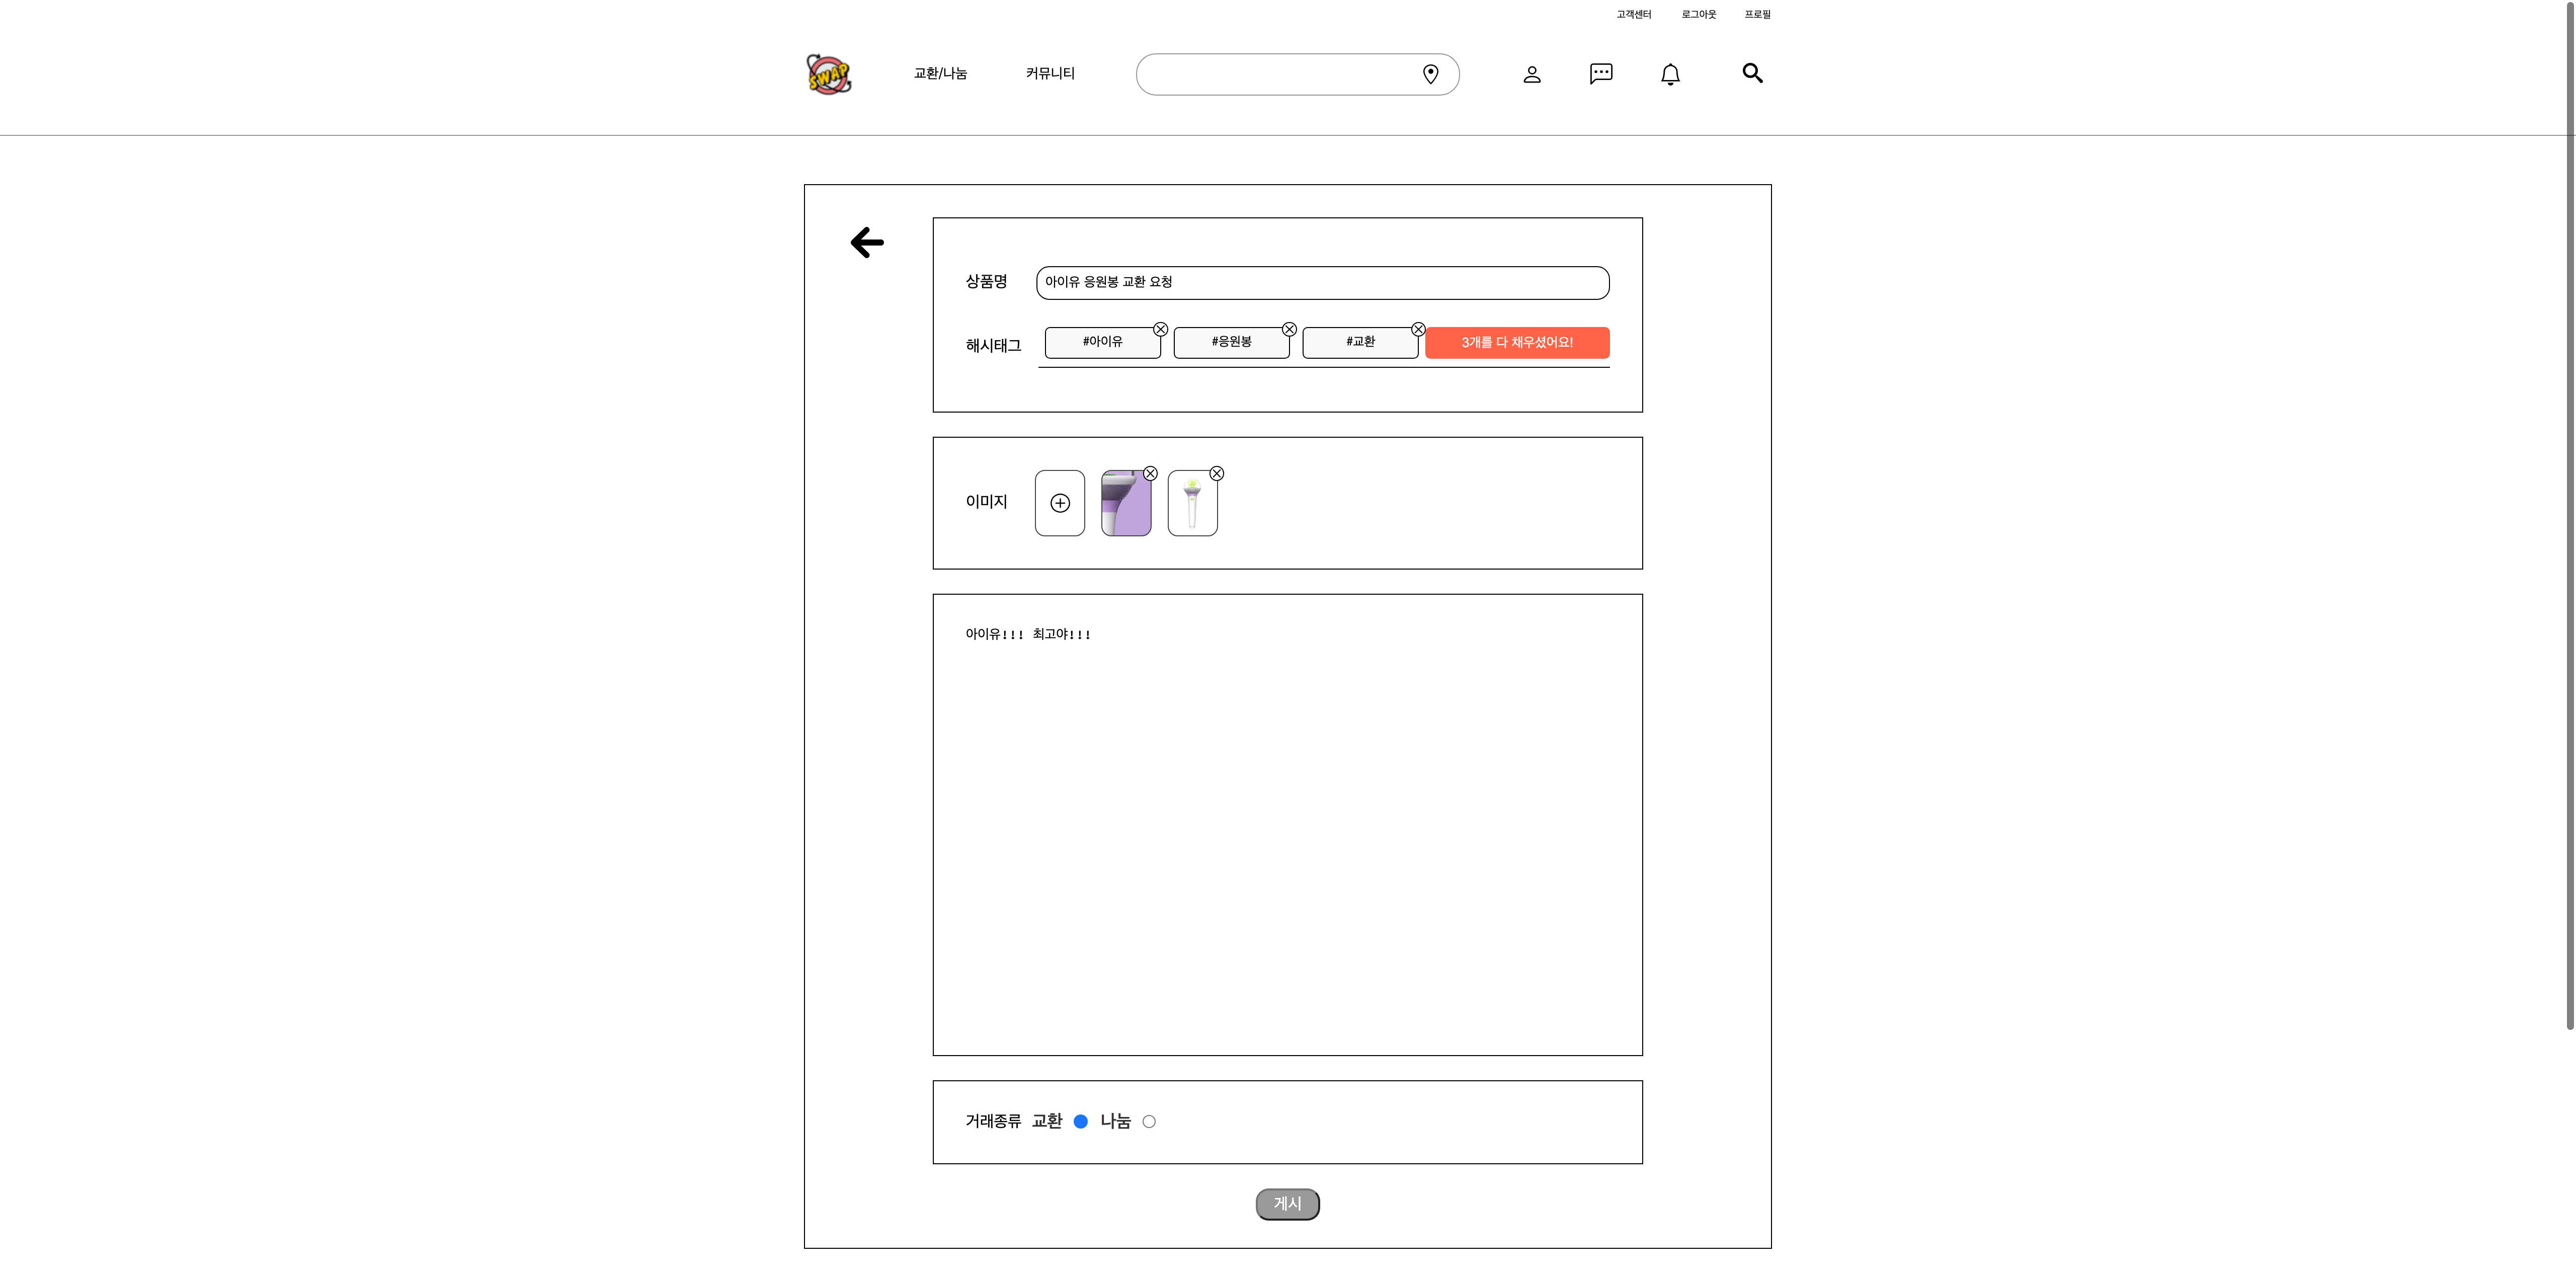 고객센터 로그아웃 프로필
SWAP 교환/나눔 커뮤니티
상품명 아이유 응원봉 교환 요청
해시태그 #아이유 #응원봉 #교환 3개를 다 채우셨어요!
이미지
아이유!!! 최고야!!!
거래종류 교환 나눔
게시